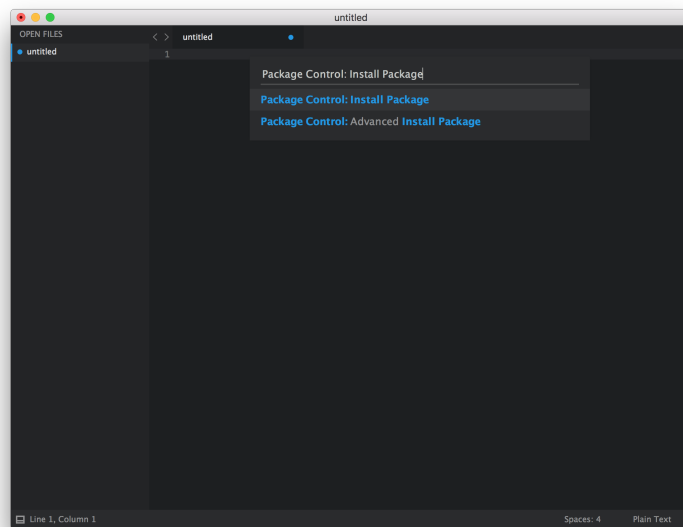 untitled
OPEN FILES
untitled
untitled
1
Package Control: Install Package
Package Control: Install Package
Package Control: Advanced Install Package
Line 1, Column 1
Spaces: 4
Plain Text